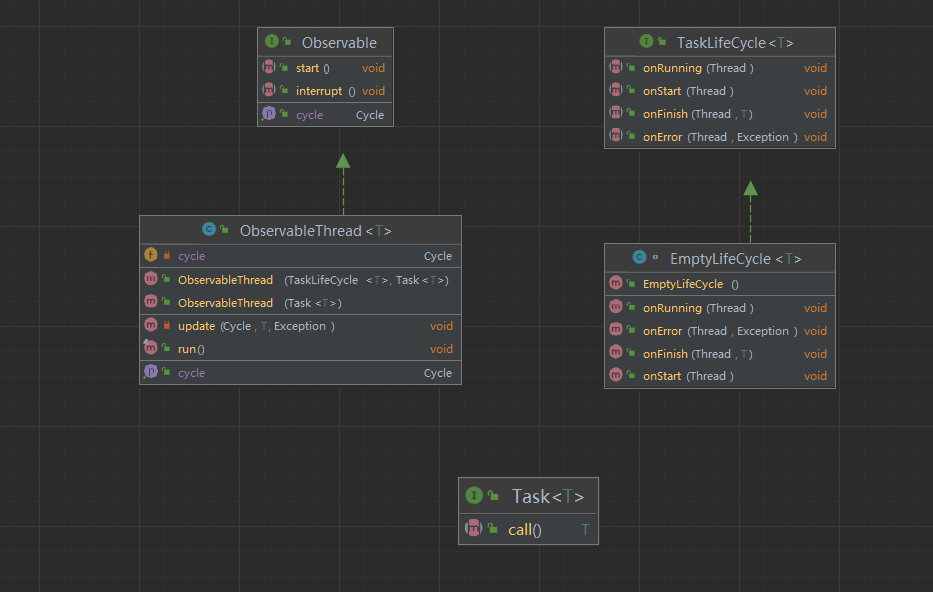 Observable
start () void
interrupt () void
cycle Cycle
TaskLifeCycle <T>
onRunning (Thread ) void
onStart (Thread ) void
onFinish (Thread , T) void
onError (Thread , Exception ) void
ObservableThread <T>
cycle Cycle
ObservableThread (TaskLifeCycle <T>, Task <T>)
ObservableThread (Task <T>)
update (Cycle , T, Exception ) void
run() void
cycle Cycle
EmptyLifeCycle <T>
EmptyLifeCycle ()
onRunning (Thread ) void
onError (Thread , Exception ) void
onFinish (Thread , T) void
onStart (Thread ) void
Task<T>
call() T